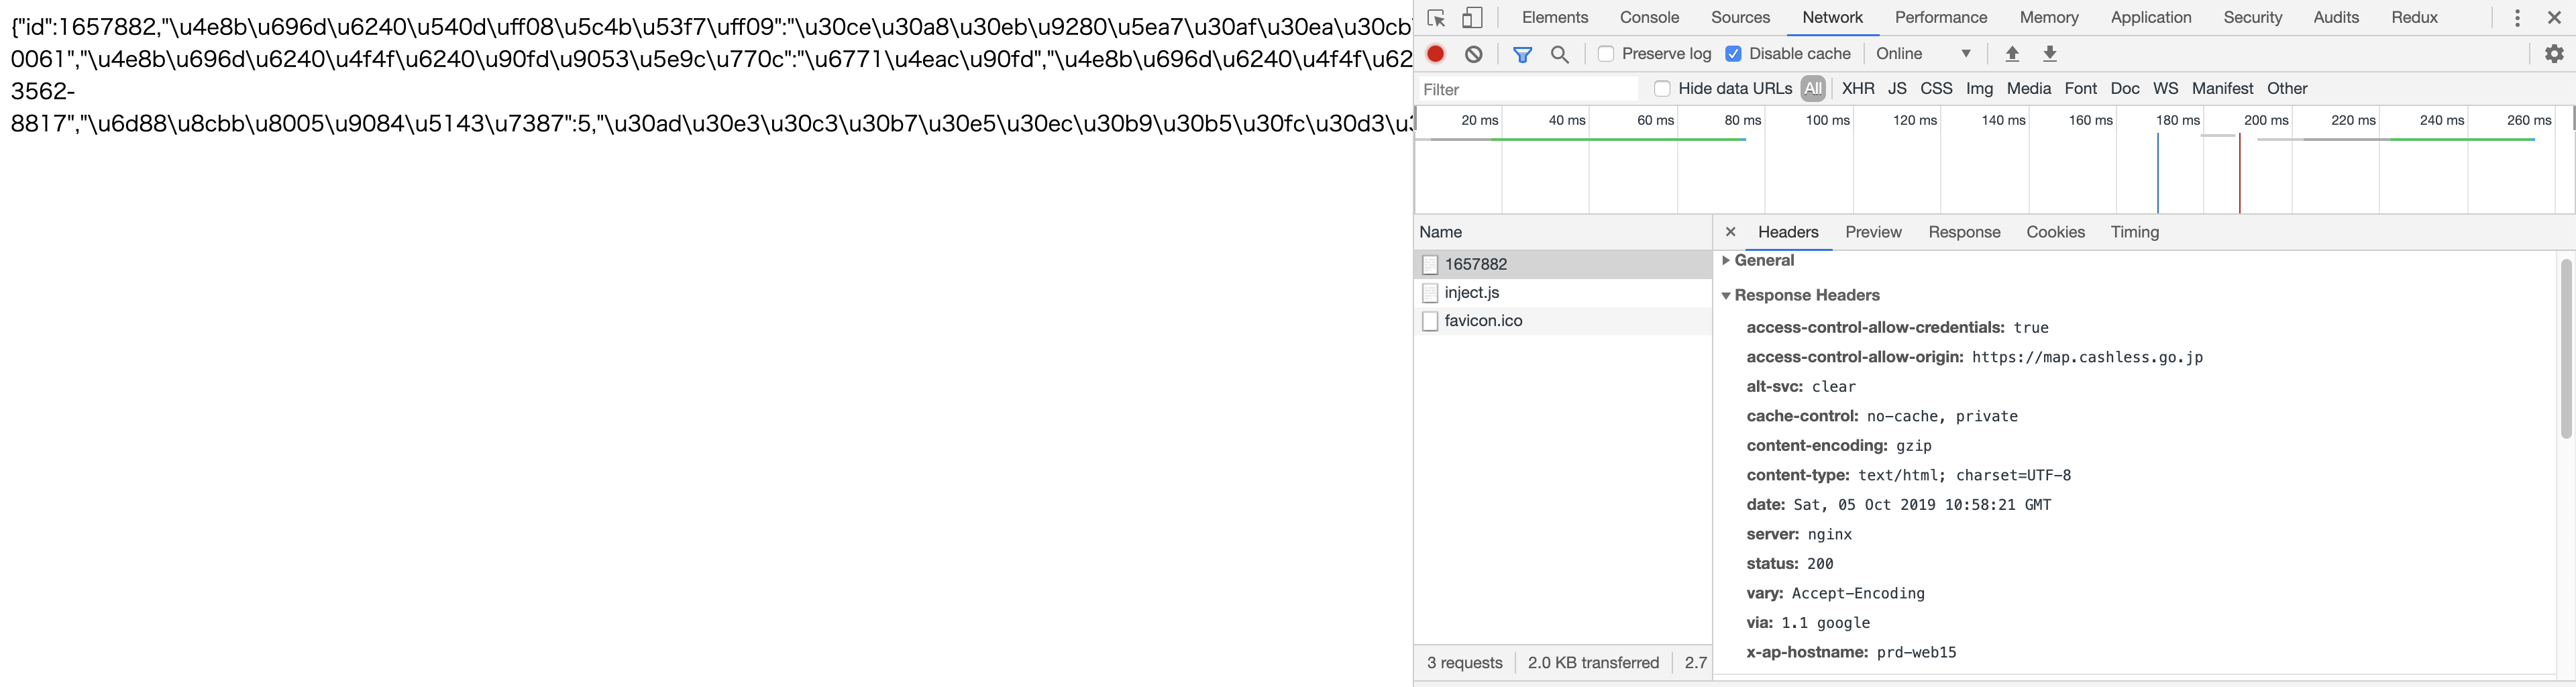 {"id":1657882,"\u4e8b\u696d\u6240\u540d\uff08\u5c4b\u53f7\uff09":"\u30ce\u30a8\u30eb\u9280\u5ea7\u30af\u30ea\u30cb
0061","\u4e8b\u696d\u6240\u4f4f\u6240\u90fd\u9053\u5e9c\u770c":"\u6771\u4eac\u90fd","\u4e8b\u696d\u6240\u4f4f\u62
3562-
8817","\u6d88\u8cbb\u8005\u9084\u5143\u7387":5,"\u30ad\u30e3\u30c3\u30b7\u30e5\u30ec\u30b9\u30b5\u30fc\u30d3\u3
Elements Console Sources Network Performance Memory Application Security Audits Redux
Preserve log Disable cache Online
Filter Hide data URLs All XHR JS CSS Img Media Font Doc WS Manifest Other
20 ms 40 ms 60 ms 80 ms 100 ms 120 ms 140 ms 160 ms 180 ms 200 ms 220 ms 240 ms 260 ms
Name
1657882
inject.js
favicon.ico
3 requests 2.0 KB transferred 2.7
Headers Preview Response Cookies Timing
General
Response Headers
access-control-allow-credentials: true
access-control-allow-origin: https://map.cashless.go.jp
alt-svc: clear
cache-control: no-cache, private
content-encoding: gzip
content-type: text/html; charset=UTF-8
date: Sat, 05 Oct 2019 10:58:21 GMT
server: nginx
status: 200
vary: Accept-Encoding
via: 1.1 google
x-ap-hostname: prd-web15